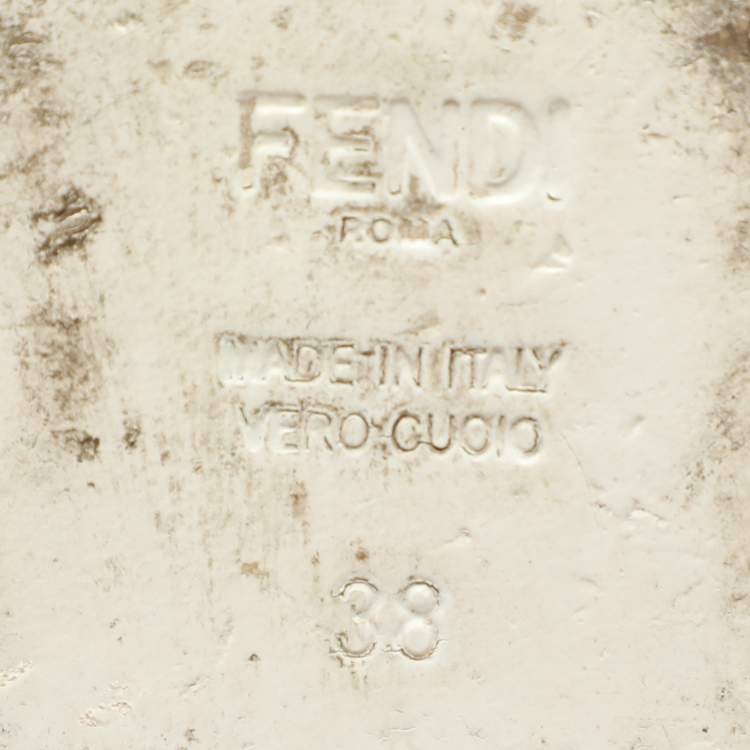 FENDI
ROMA
MADE IN ITALY
VERO CUOIO
38